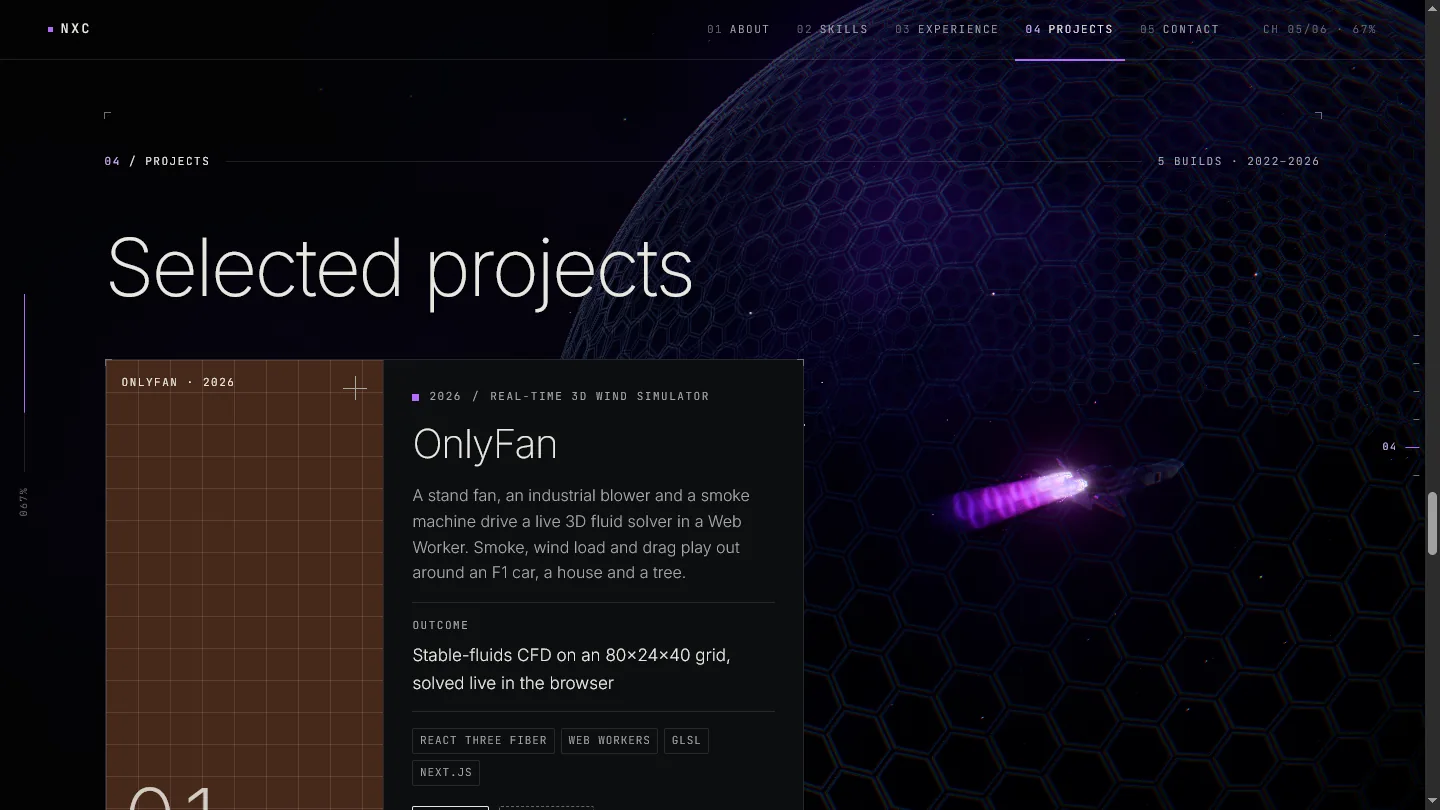 NXC
01 ABOUT
02 SKILLS
03 EXPERIENCE
04 PROJECTS
05 CONTACT
CH 05/06 · 67%
04 / PROJECTS
5 BUILDS · 2022–2026
Selected projects
ONLYFAN · 2026
2026 / REAL-TIME 3D WIND SIMULATOR
OnlyFan
A stand fan, an industrial blower and a smoke
machine drive a live 3D fluid solver in a Web
Worker. Smoke, wind load and drag play out
around an F1 car, a house and a tree.
OUTCOME
Stable-fluids CFD on an 80×24×40 grid,
solved live in the browser
REACT THREE FIBER
WEB WORKERS
GLSL
NEXT.JS
01
04
067%